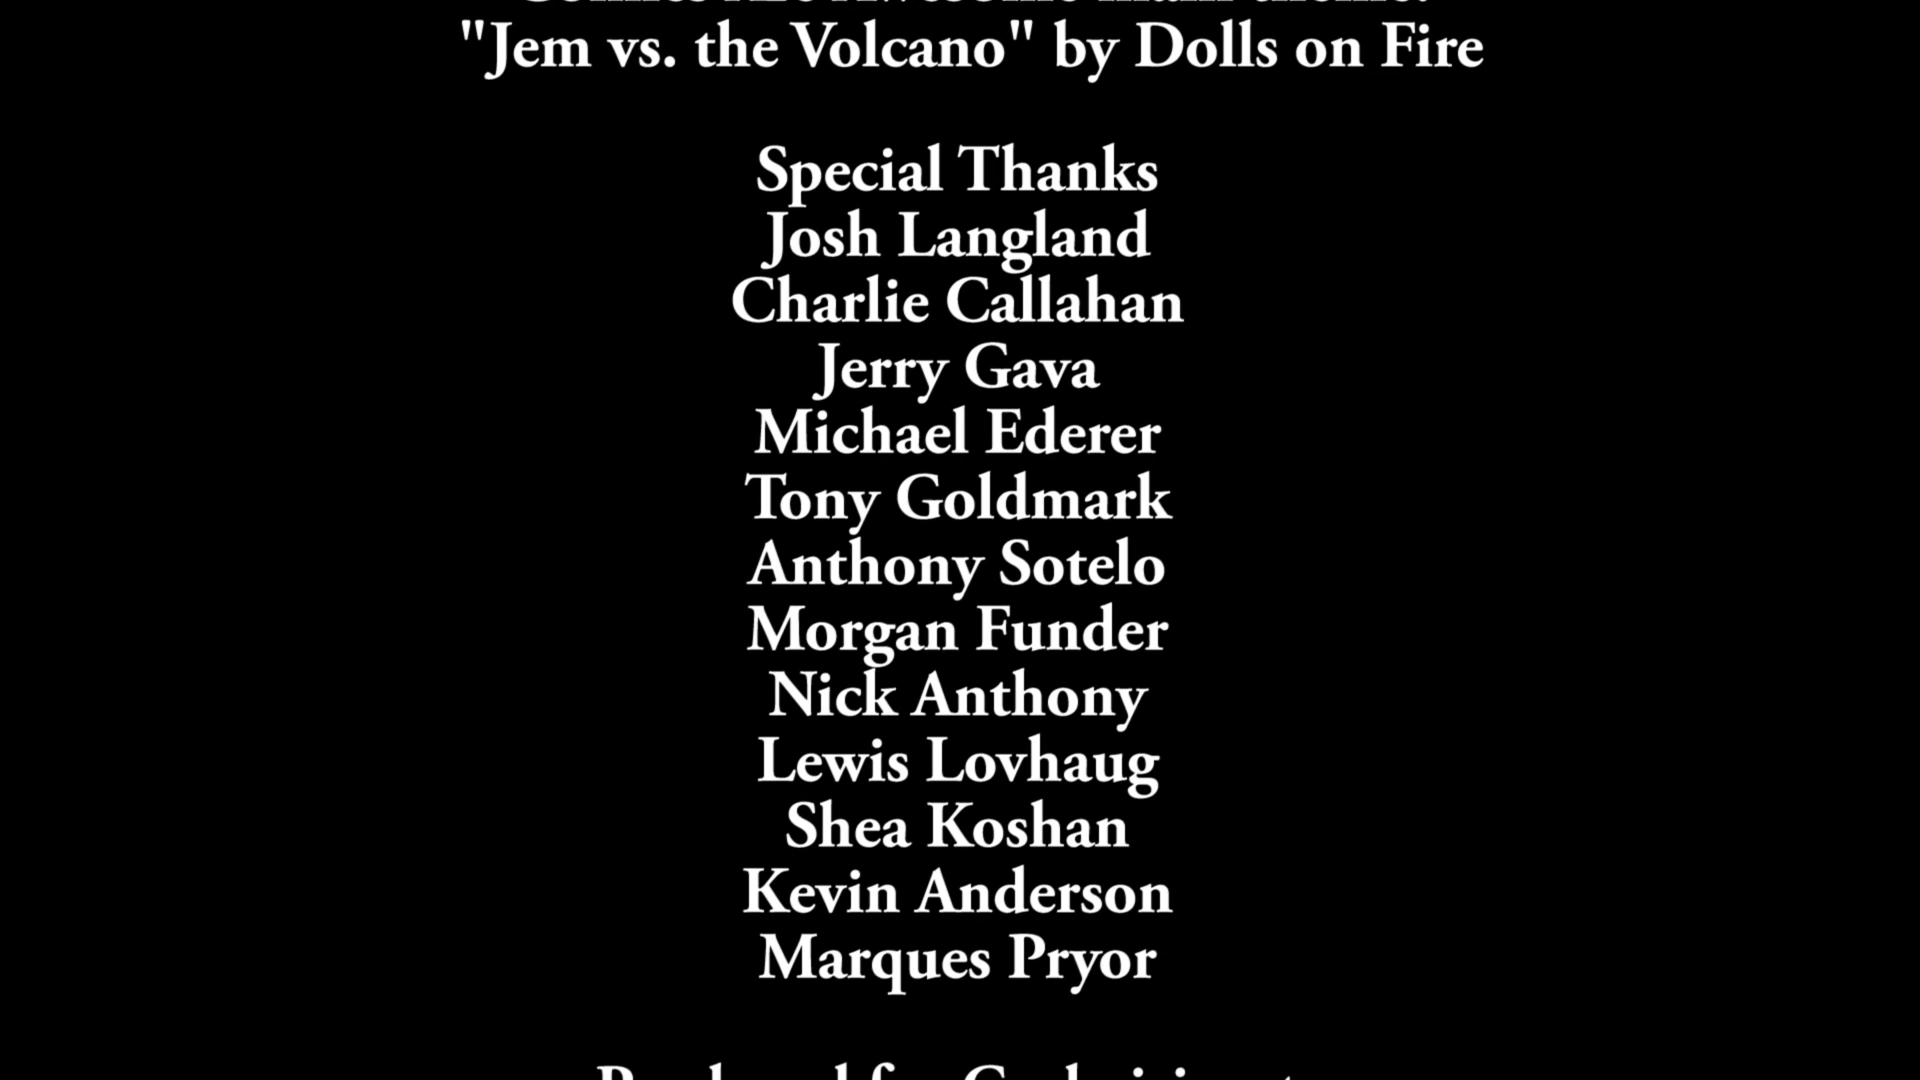 "Jem vs. the Volcano" by Dolls on Fire
Special Thanks
Josh Langland
Charlie Callahan
Jerry Gava
Michael Ederer
Tony Goldmark
Anthony Sotelo
Morgan Funder
Nick Anthony
Lewis Lovhaug
Shea Koshan
Kevin Anderson
Marques Pryor